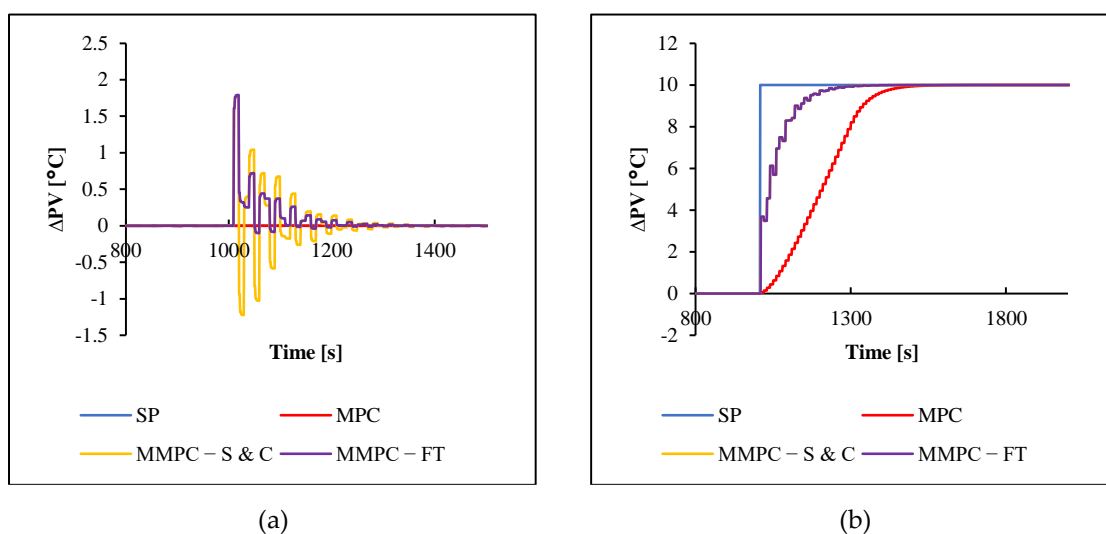 2.5
2
1.5
1
0.5
0
-0.5
-1
-1.5
800 1000 1200 1400
ΔPV [°C]
Time [s]
SP MPC
MMPC − S & C MMPC − FT
(a)
12
10
8
6
4
2
0
-2
800 1300 1800
ΔPV [°C]
Time [s]
SP MPC
MMPC − S & C MMPC − FT
(b)